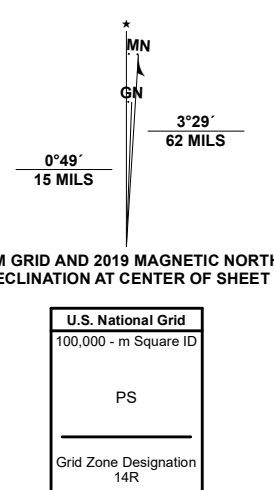 ★
MN
GN
3°29´
62 MILS
0°49´
15 MILS
M GRID AND 2019 MAGNETIC NORTH
ECLINATION AT CENTER OF SHEET
U.S. National Grid
100,000 - m Square ID
PS
Grid Zone Designation
14R